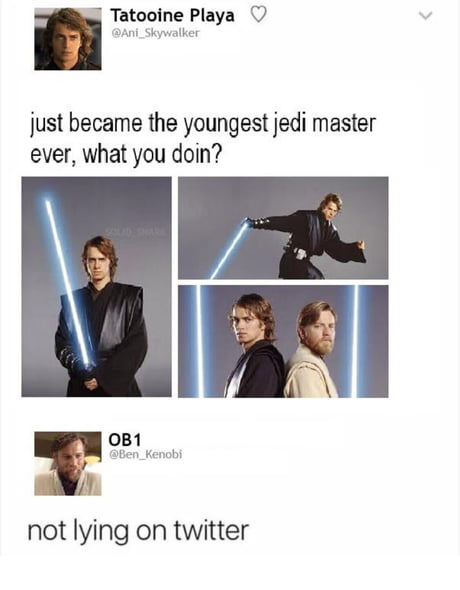 Tatooine Playa ♡
@Ani_Skywalker
just became the youngest jedi master
ever, what you doin?
SOLID_SNARE
OB1
@Ben_Kenobi
not lying on twitter